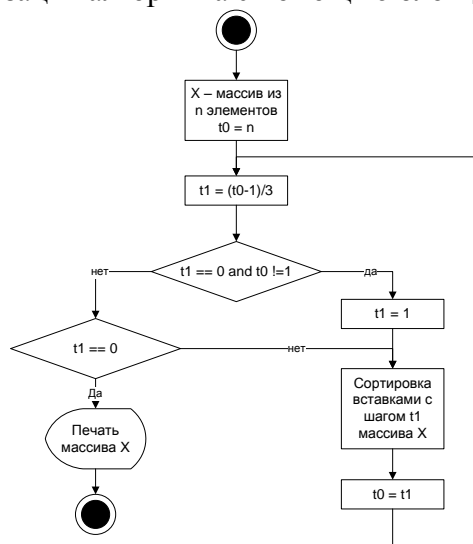 X – массив из
n элементов
t0 = n
t1 = (t0-1)/3
t1 == 0 and t0 !=1
нет
да
t1 = 1
t1 == 0
нет
Да
Сортировка
вставками с
шагом t1
массива X
Печать
массива X
t0 = t1